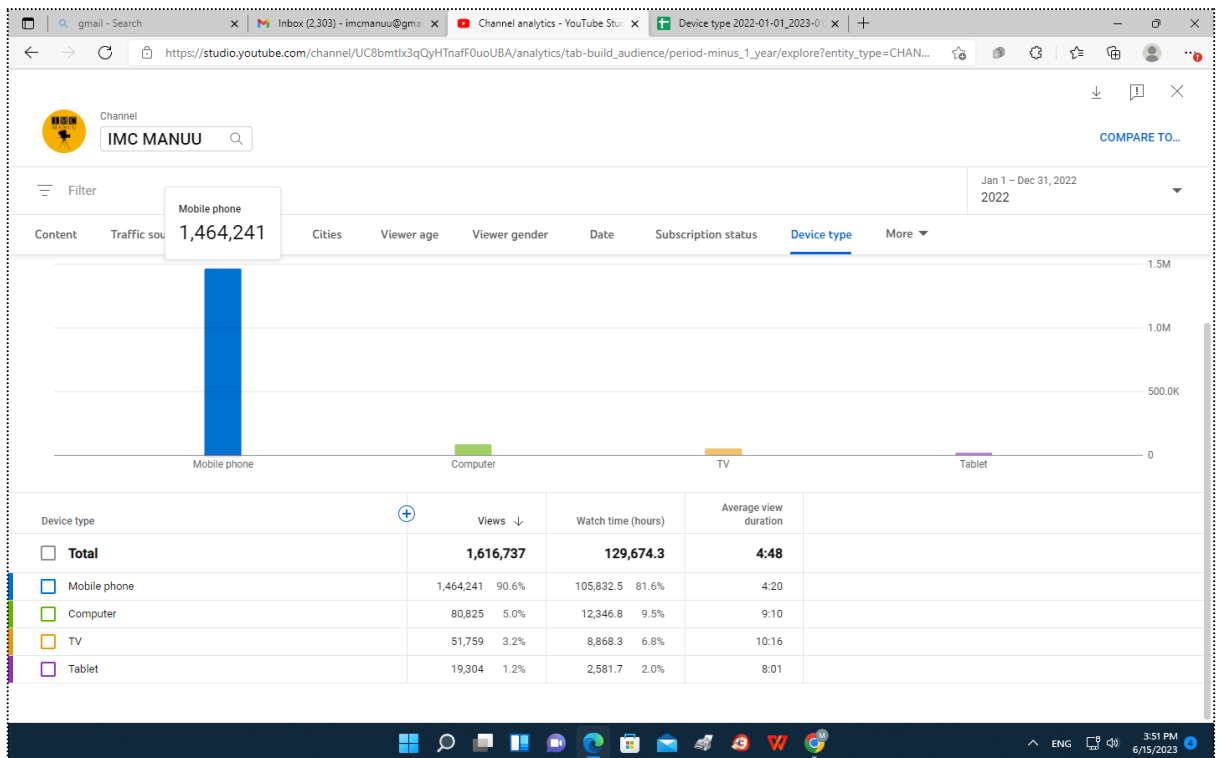 gmail - Search
Inbox (2,303) - imcmanuu@gma
Channel analytics - YouTube Stuc
Device type 2022-01-01_2023-01
https://studio.youtube.com/channel/UC8bmtIx3qQyHTnafF0uoUBA/analytics/tab-build_audience/period-minus_1_year/explore?entity_type=CHAN...
IMC
MANUU
Channel
IMC MANUU
COMPARE TO...
Filter
Jan 1 – Dec 31, 2022
2022
Mobile phone
1,464,241
Content Traffic sou Cities Viewer age Viewer gender Date Subscription status Device type More
1.5M
1.0M
500.0K
0
Mobile phone Computer TV Tablet
Device type Views Watch time (hours) Average view
duration
Total 1,616,737 129,674.3 4:48
Mobile phone 1,464,241 90.6% 105,832.5 81.6% 4:20
Computer 80,825 5.0% 12,346.8 9.5% 9:10
TV 51,759 3.2% 8,868.3 6.8% 10:16
Tablet 19,304 1.2% 2,581.7 2.0% 8:01
ENG
3:51 PM
6/15/2023
4